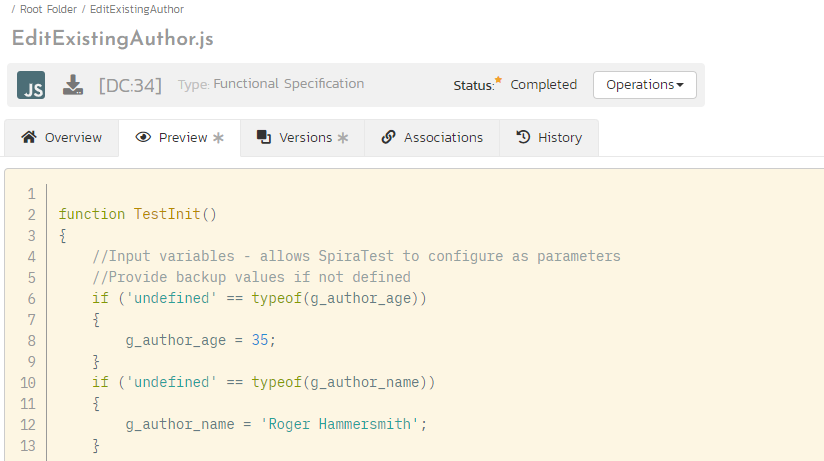 / Root Folder / EditExistingAuthor
EditExistingAuthor.js
JS [DC:34] Type: Functional Specification Status:* Completed Operations
Overview Preview * Versions * Associations History
1
2 function TestInit()
3 {
4 //Input variables - allows SpiraTest to configure as parameters
5 //Provide backup values if not defined
6 if ('undefined' == typeof(g_author_age))
7 {
8 g_author_age = 35;
9 }
10 if ('undefined' == typeof(g_author_name))
11 {
12 g_author_name = 'Roger Hammersmith';
13 }